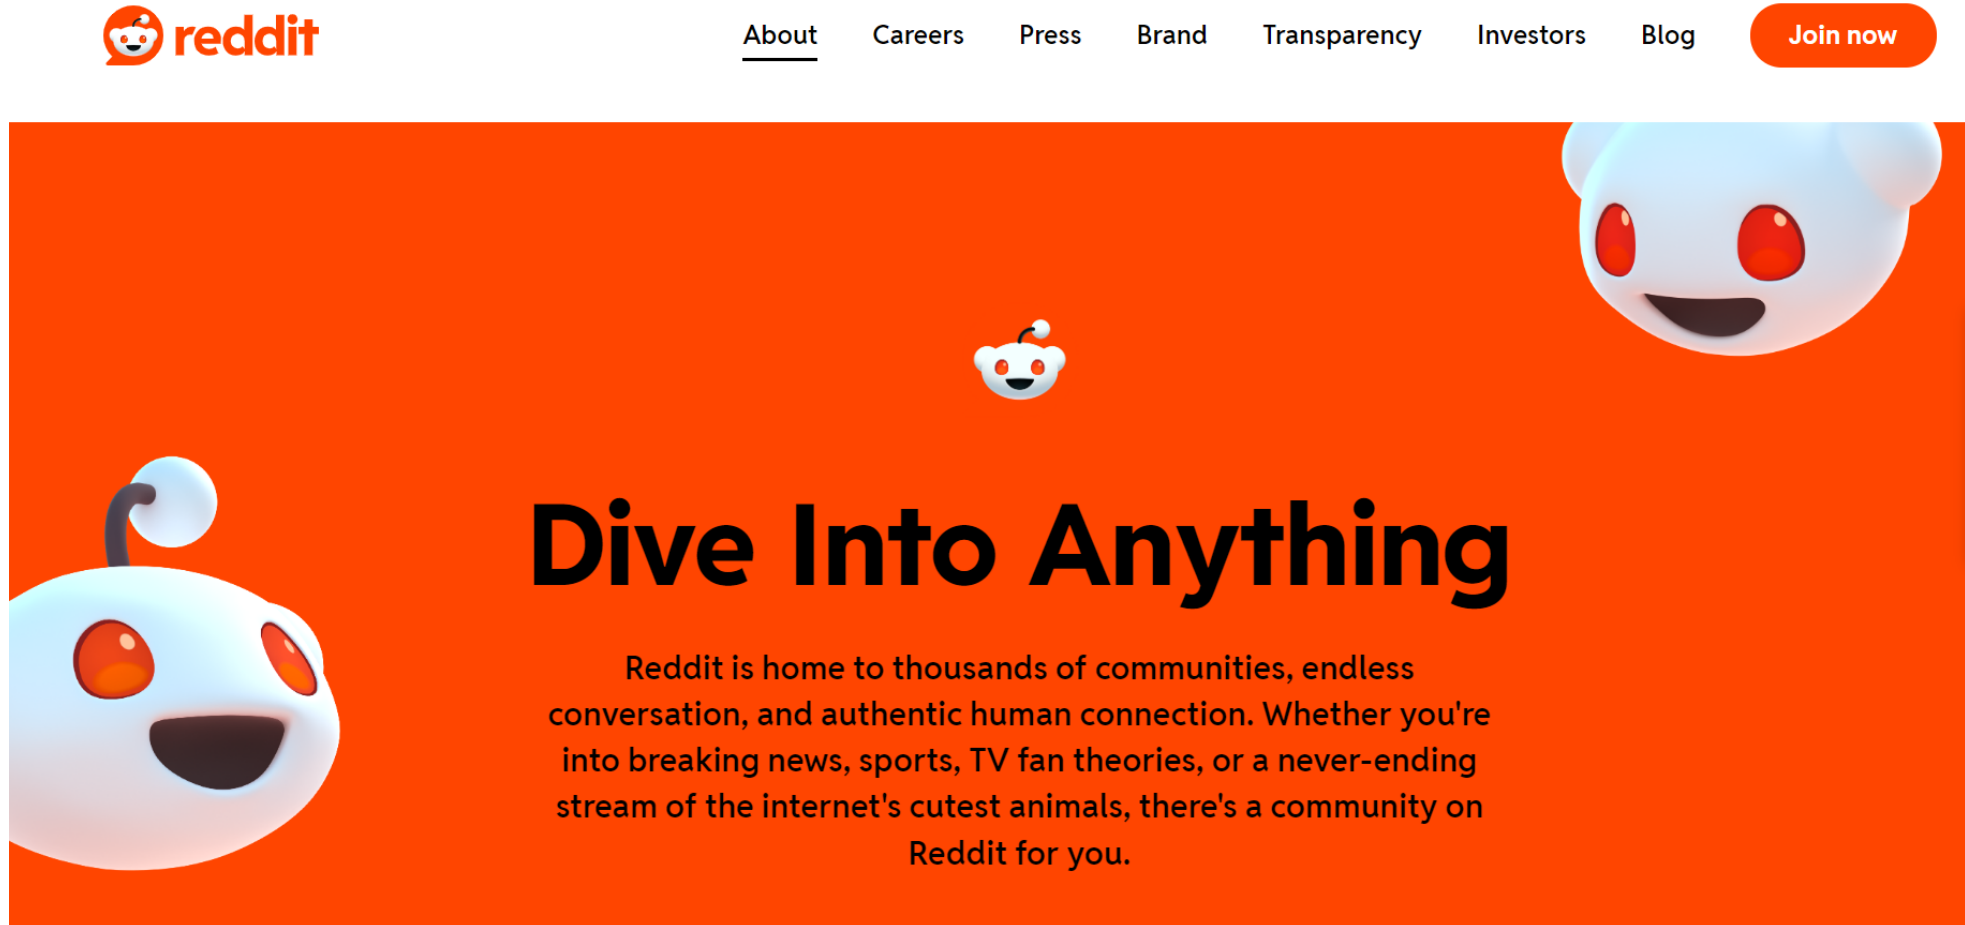 reddit
About Careers Press Brand Transparency Investors Blog Join now
Dive Into Anything
Reddit is home to thousands of communities, endless
conversation, and authentic human connection. Whether you're
into breaking news, sports, TV fan theories, or a never-ending
stream of the internet's cutest animals, there's a community on
Reddit for you.